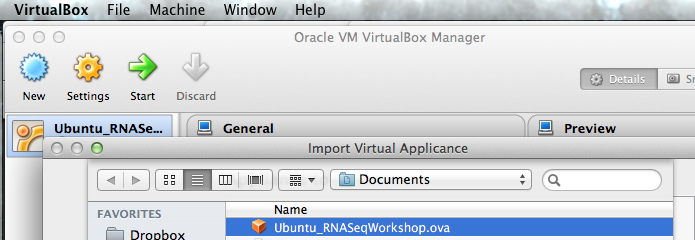 VirtualBox File Machine Window Help
Oracle VM VirtualBox Manager
New Settings Start Discard
Details Sn
Ubuntu_RNASe... General Preview
Import Virtual Applicance
Documents
FAVORITES Name
Dropbox Ubuntu_RNASeqWorkshop.ova